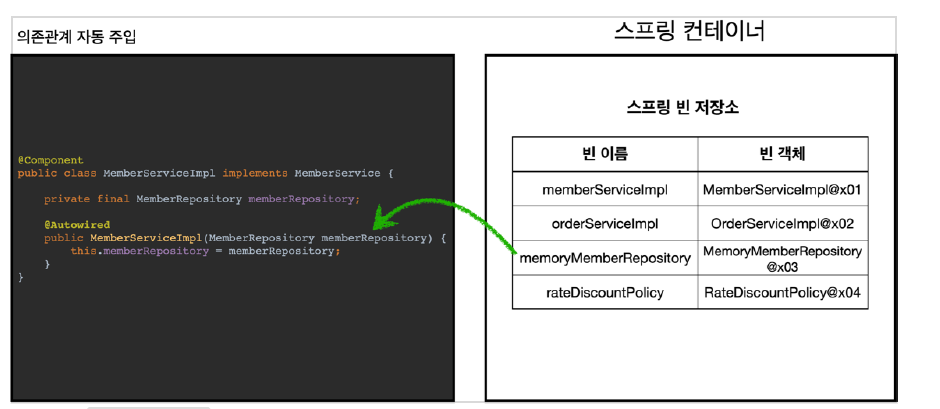 의존관계 자동 주입
@Component
public class MemberServiceImpl implements MemberService {
private final MemberRepository memberRepository;
@Autowired
public MemberServiceImpl(MemberRepository memberRepository) {
this.memberRepository = memberRepository;
}
}
스프링 컨테이너
스프링 빈 저장소
빈 이름 빈 객체
memberServiceImpl MemberServiceImpl@x01
orderServiceImpl OrderServiceImpl@x02
memoryMemberRepository MemoryMemberRepository
@x03
rateDiscountPolicy RateDiscountPolicy@x04